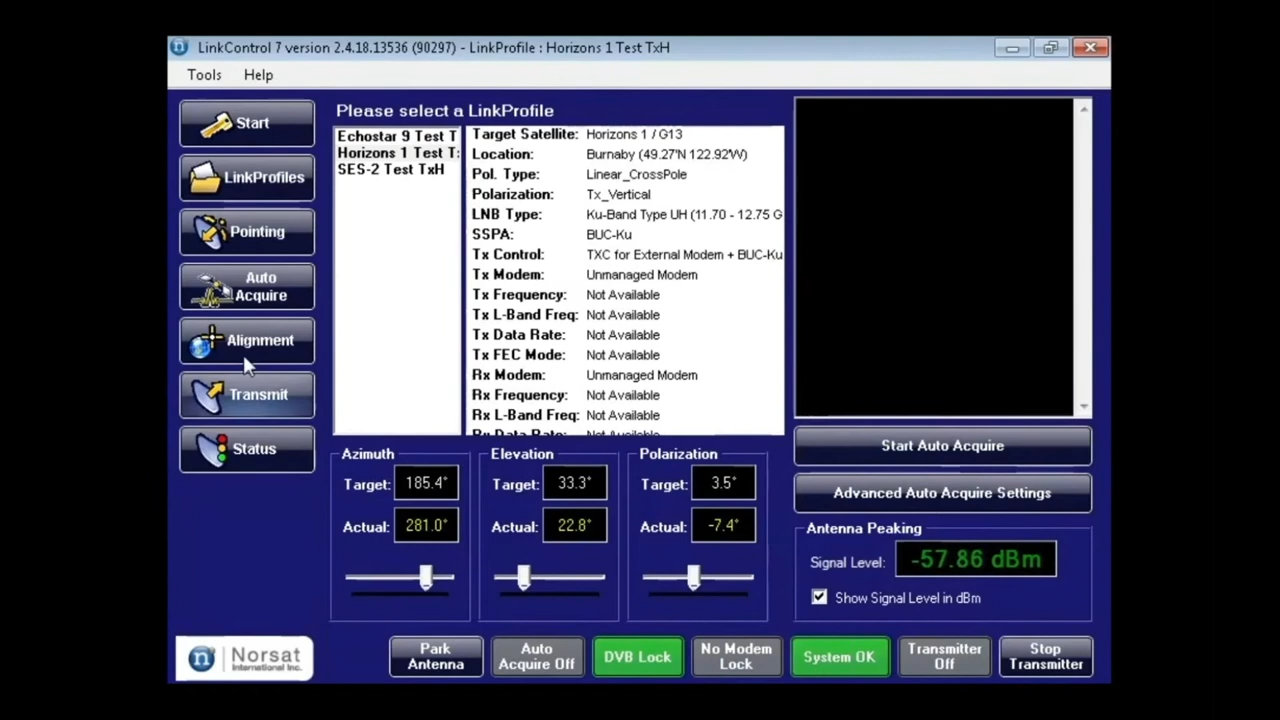 LinkControl 7 version 2.4.18.13536 (90297) - LinkProfile : Horizons 1 Test TxH
Tools Help
Start
LinkProfiles
Pointing
Auto
Acquire
Alignment
Transmit
Status
Please select a LinkProfile
Echostar 9 Test T
Horizons 1 Test T:
SES-2 Test TxH
Target Satellite: Horizons 1 / G13
Location: Burnaby (49.27'N 122.92'W)
Pol. Type: Linear_CrossPole
Polarization: Tx_Vertical
LNB Type: Ku-Band Type UH (11.70 - 12.75 G
SSPA: BUC-Ku
Tx Control: TXC for External Modem + BUC-Ku
Tx Modem: Unmanaged Modem
Tx Frequency: Not Available
Tx L-Band Freq: Not Available
Tx Data Rate: Not Available
Tx FEC Mode: Not Available
Rx Modem: Unmanaged Modem
Rx Frequency: Not Available
Rx L-Band Freq: Not Available
Rx Data Rate: Not Available
Azimuth
Target: 185.4°
Actual: 281.0°
Elevation
Target: 33.3°
Actual: 22.8°
Polarization
Target: 3.5°
Actual: -7.4°
Start Auto Acquire
Advanced Auto Acquire Settings
Antenna Peaking
Signal Level: -57.86 dBm
Show Signal Level in dBm
n Norsat
International Inc.
Park
Antenna
Auto
Acquire Off
DVB Lock
No Modem
Lock
System OK
Transmitter
Off
Stop
Transmitter